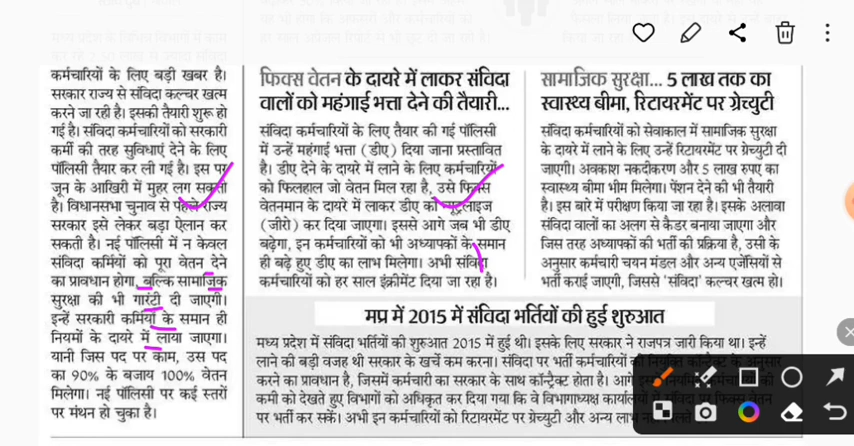 कर्मचारियों के लिए बड़ी खबर है।
सरकार राज्य से संविदा कल्चर खत्म
करने जा रही है। इसकी तैयारी शुरू हो
गई है। संविदा कर्मचारियों को सरकारी
कर्मी की तरह सुविधाएं देने के लिए
पॉलिसी तैयार कर ली गई है। इस पर
जून के आखिरी में मुहर लग सकती
है। विधानसभा चुनाव से पहले राज्य
सरकार इसे लेकर बड़ा ऐलान कर
सकती है। नई पॉलिसी में न केवल
संविदा कर्मियों को पूरा वेतन देने
का प्रावधान होगा, बल्कि सामाजिक
सुरक्षा की भी गारंटी दी जाएगी।
इन्हें सरकारी कर्मियों के समान ही
नियमों के दायरे में लाया जाएगा।
यानी जिस पद पर काम, उस पद
का 90% के बजाय 100% वेतन
मिलेगा। नई पॉलिसी पर कई स्तरों
पर मंथन हो चुका है।
फिक्स वेतन के दायरे में लाकर संविदा
वालों को महंगाई भत्ता देने की तैयारी...
संविदा कर्मचारियों के लिए तैयार की गई पॉलिसी
में उन्हें महंगाई भत्ता (डीए) दिया जाना प्रस्तावित
है। डीए देने के दायरे में लाने के लिए कर्मचारियों
को फिलहाल जो वेतन मिल रहा है, उसे फिक्स
वेतनमान के दायरे में लाकर डीए को न्यूट्रलाइज
(जीरो) कर दिया जाएगा। इससे आगे जब भी डीए
बढ़ेगा, इन कर्मचारियों को भी अध्यापकों के समान
ही बढ़े हुए डीए का लाभ मिलेगा। अभी संविदा
कर्मचारियों को हर साल इंक्रीमेंट दिया जा रहा है।
सामाजिक सुरक्षा... 5 लाख तक का
स्वास्थ्य बीमा, रिटायरमेंट पर ग्रेच्युटी
संविदा कर्मचारियों को सेवाकाल में सामाजिक सुरक्षा
के दायरे में लाने के लिए उन्हें रिटायरमेंट पर ग्रेच्युटी दी
जाएगी। अवकाश नकदीकरण और 5 लाख रुपए का
स्वास्थ्य बीमा भीम मिलेगा। पेंशन देने की भी तैयारी
है। इस बारे में परीक्षण किया जा रहा है। इसके अलावा
संविदा वालों का अलग से कैडर बनाया जाएगा और
जिस तरह अध्यापकों की भर्ती की प्रक्रिया है, उसी के
अनुसार कर्मचारी चयन मंडल और अन्य एजेंसियों से
भर्ती कराई जाएगी, जिससे 'संविदा' कल्चर खत्म हो।
मप्र में 2015 में संविदा भर्तियों की हुई शुरुआत
मध्य प्रदेश में संविदा भर्तियों की शुरुआत 2015 में हुई थी। इसके लिए सरकार ने राजपत्र जारी किया था। इन्हें
लाने की बड़ी वजह थी सरकार के खर्चे कम करना। संविदा पर भर्ती कर्मचारियों की नियुक्ति कॉन्ट्रैक्ट के अनुसार
करने का प्रावधान है, जिसमें कर्मचारी का सरकार के साथ कॉन्ट्रैक्ट होता है। आगे
कमी को देखते हुए विभागों को अधिकृत कर दिया गया कि वे विभागाध्यक्ष कार्यालयों में संविदा पर फिक्स वेतन
पर भर्ती कर सकें। अभी इन कर्मचारियों को रिटायरमेंट पर ग्रेच्युटी और अन्य लाभ नहीं मिलते